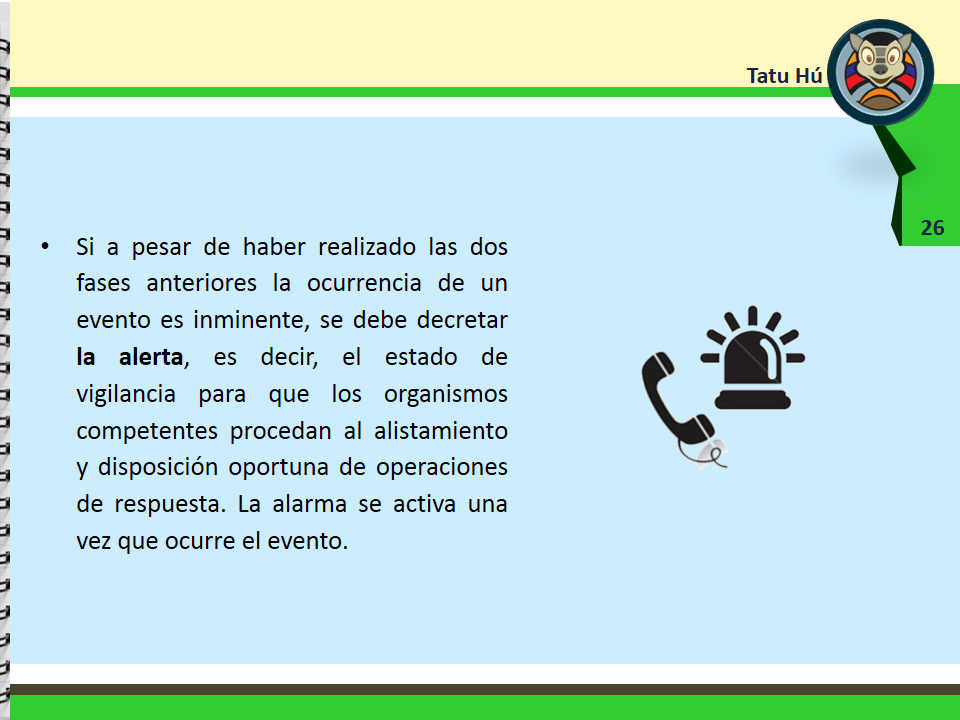 Tatu Hú
26
• Si a pesar de haber realizado las dos
fases anteriores la ocurrencia de un
evento es inminente, se debe decretar
la alerta, es decir, el estado de
vigilancia para que los organismos
competentes procedan al alistamiento
y disposición oportuna de operaciones
de respuesta. La alarma se activa una
vez que ocurre el evento.